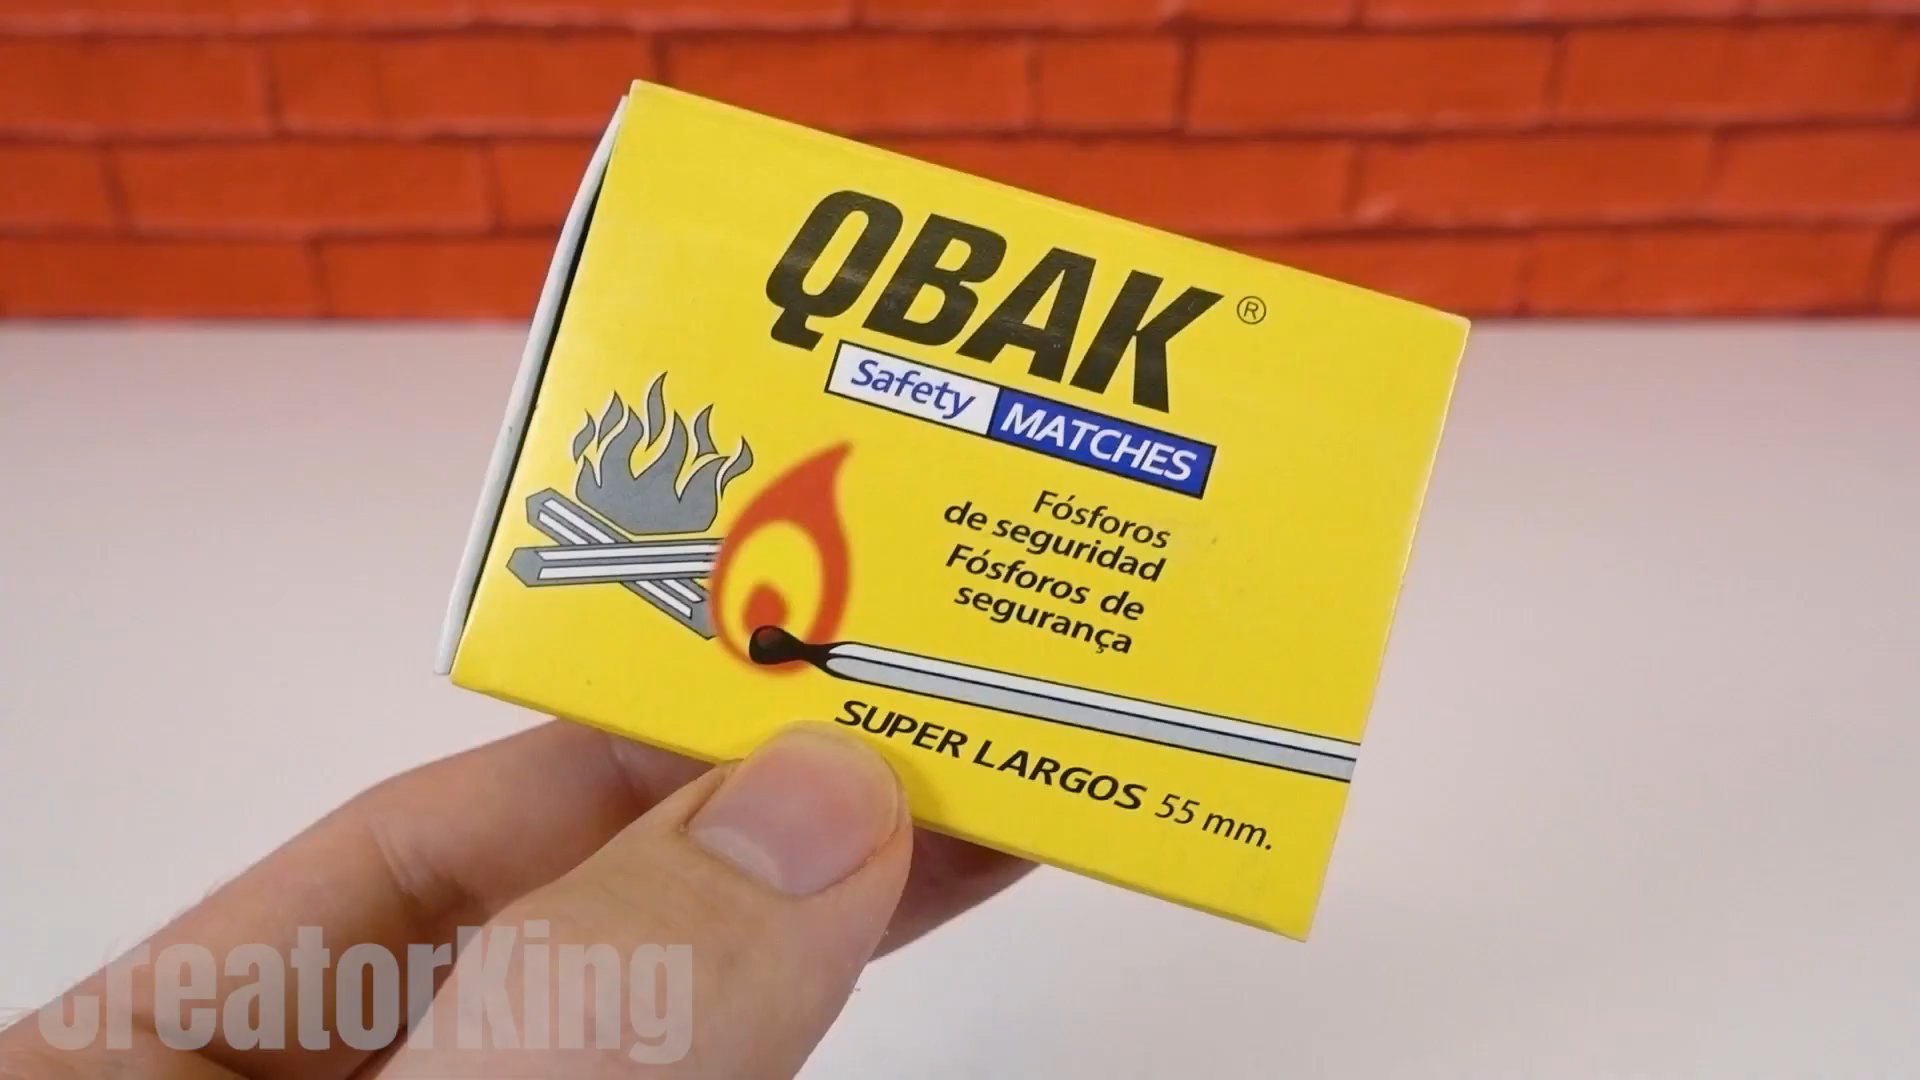 QBAK®
Safety MATCHES
Fósforos
de seguridad
Fósforos de
segurança
SUPER LARGOS 55 mm.
CreatorKing